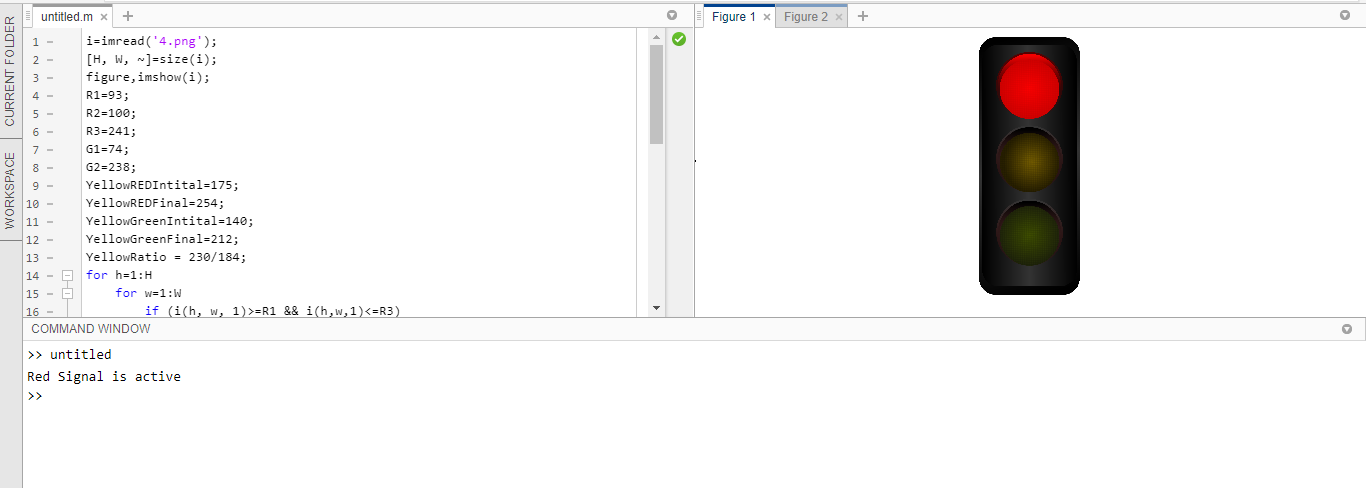 CURRENT FOLDER
WORKSPACE
untitled.m × +
1 – i=imread('4.png');
2 – [H, W, ~]=size(i);
3 – figure,imshow(i);
4 – R1=93;
5 – R2=100;
6 – R3=241;
7 – G1=74;
8 – G2=238;
9 – YellowREDIntital=175;
10 – YellowREDFinal=254;
11 – YellowGreenIntital=140;
12 – YellowGreenFinal=212;
13 – YellowRatio = 230/184;
14 – for h=1:H
15 – for w=1:W
16 – if (i(h, w, 1)>=R1 && i(h,w,1)<=R3)
Figure 1 × Figure 2 × +
COMMAND WINDOW
>> untitled
Red Signal is active
>>